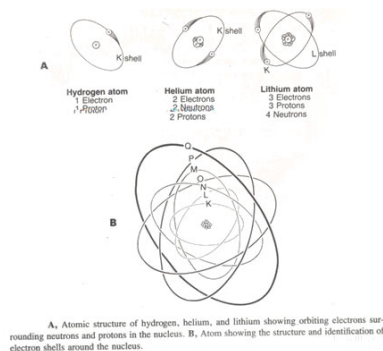 K shell
K shell
L shell
K
A
Hydrogen atom
1 Electron
1 Proton
Helium atom
2 Electrons
2 Neutrons
2 Protons
Lithium atom
3 Electrons
3 Protons
4 Neutrons
Q
P
M
O
N
L
K
B
A, Atomic structure of hydrogen, helium, and lithium showing orbiting electrons sur-
rounding neutrons and protons in the nucleus. B, Atom showing the structure and identification of
electron shells around the nucleus.